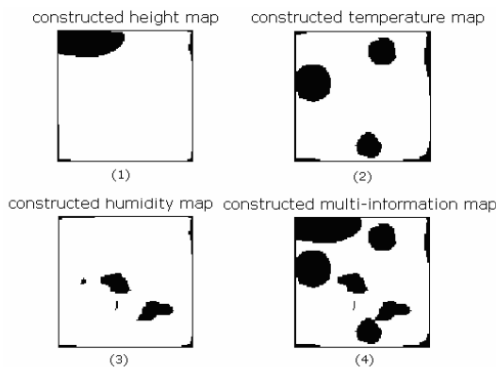 constructed height map
constructed temperature map
(1)
(2)
constructed humidity map
constructed multi-information map
(3)
(4)